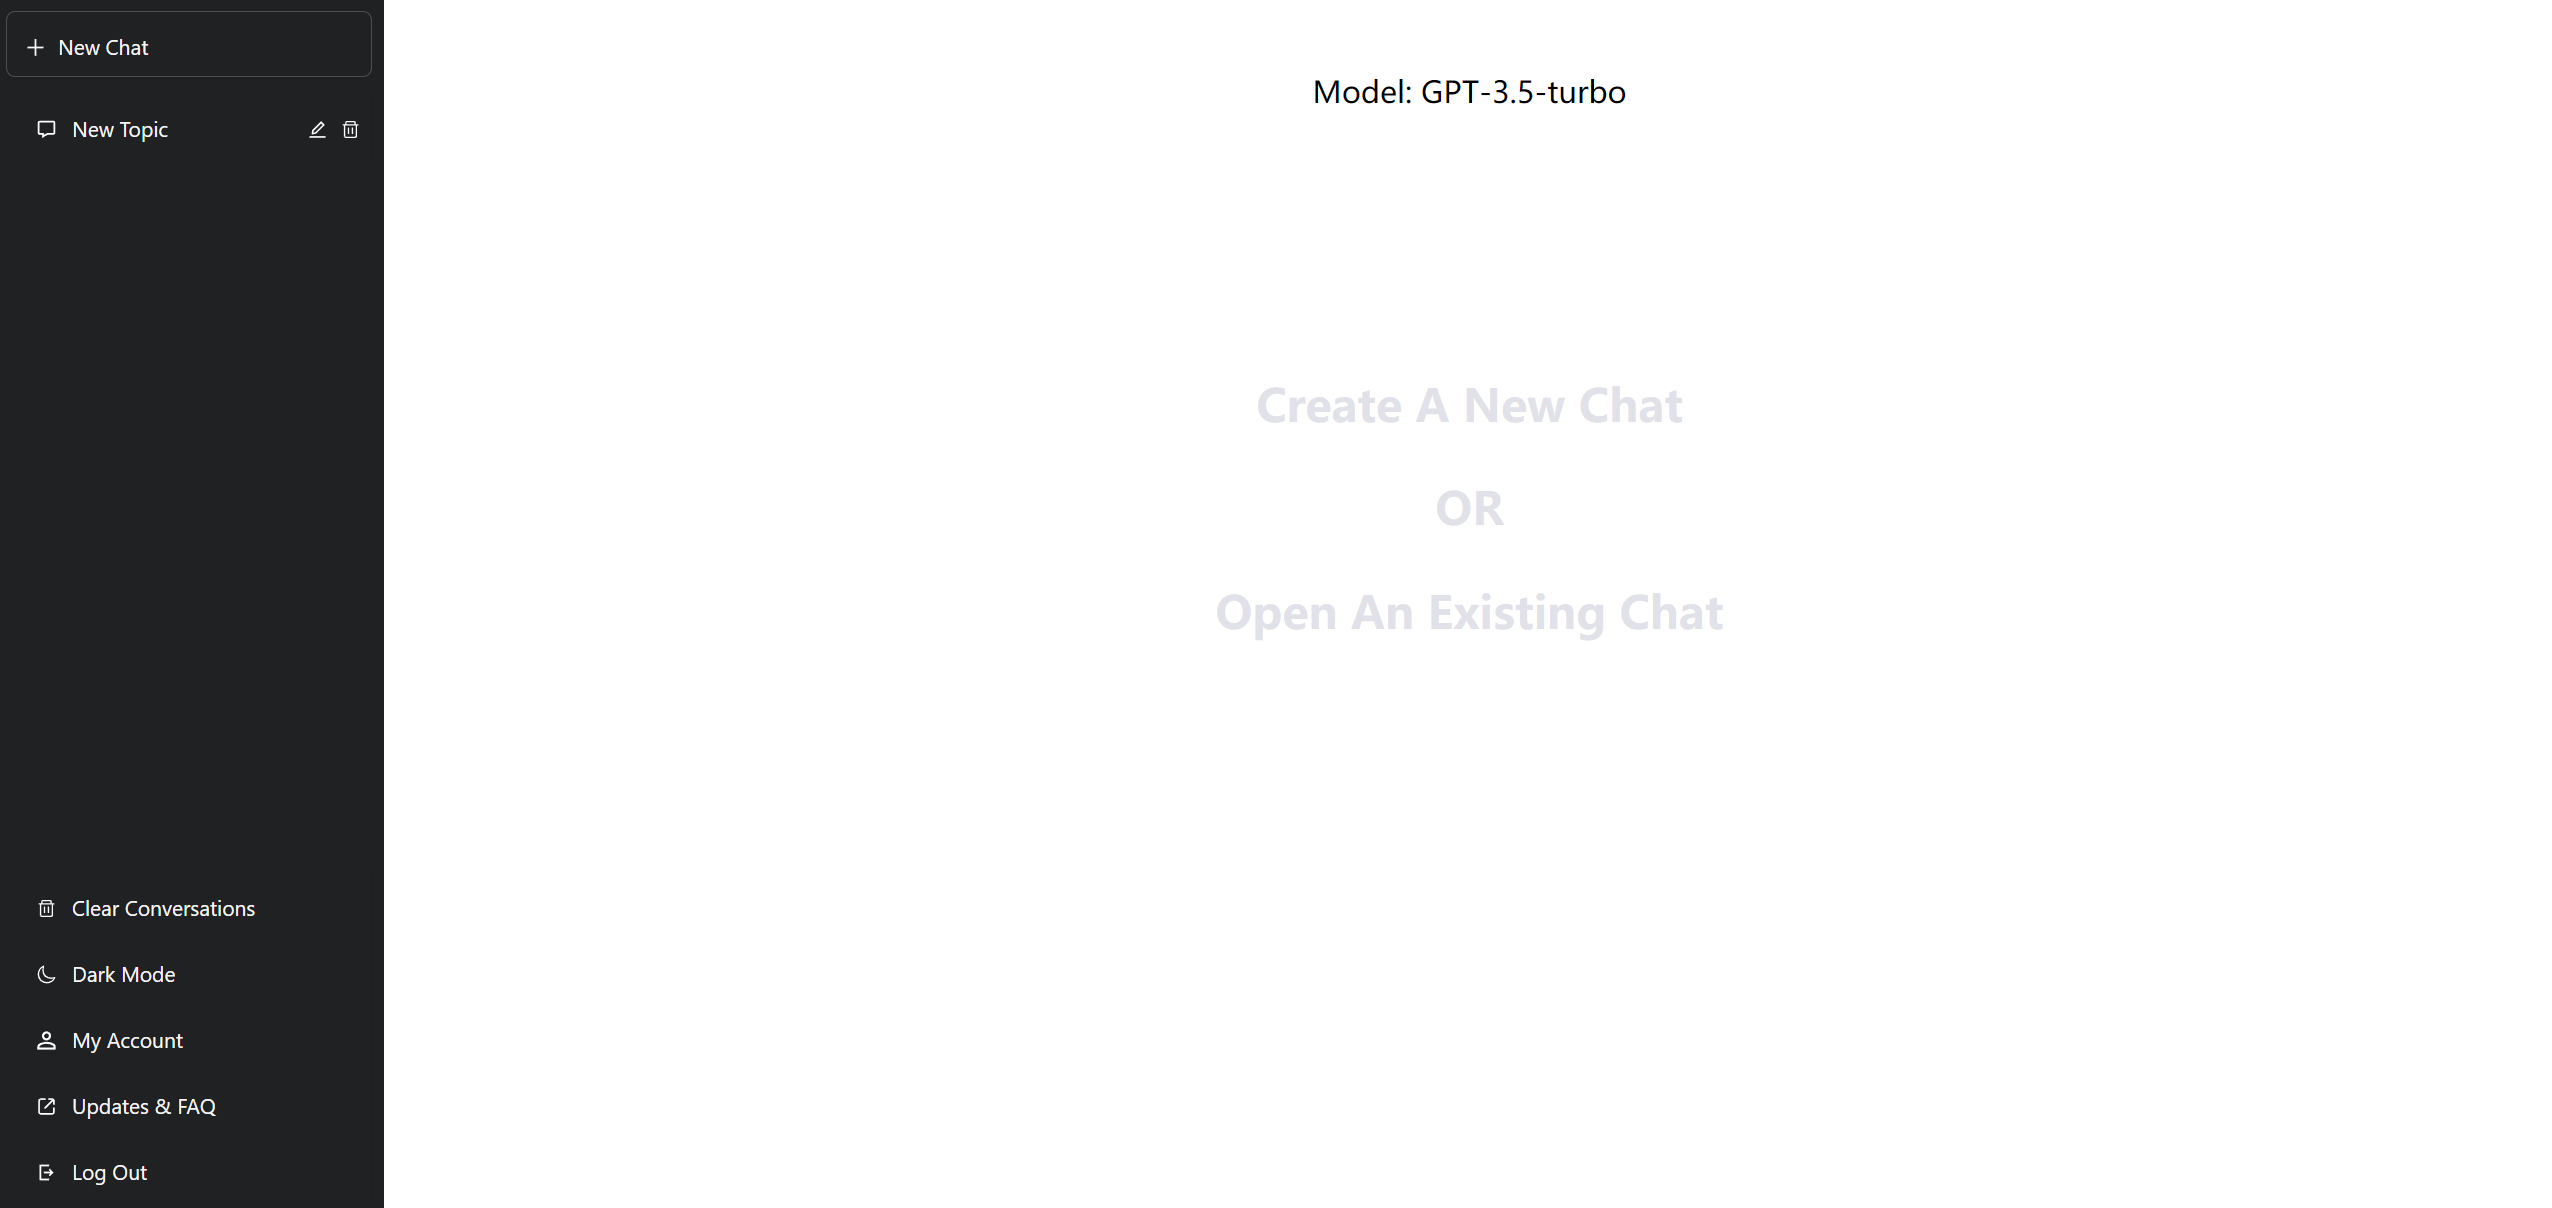 New Chat
New Topic
Clear Conversations
Dark Mode
My Account
Updates & FAQ
Log Out
Model: GPT-3.5-turbo
Create A New Chat
OR
Open An Existing Chat